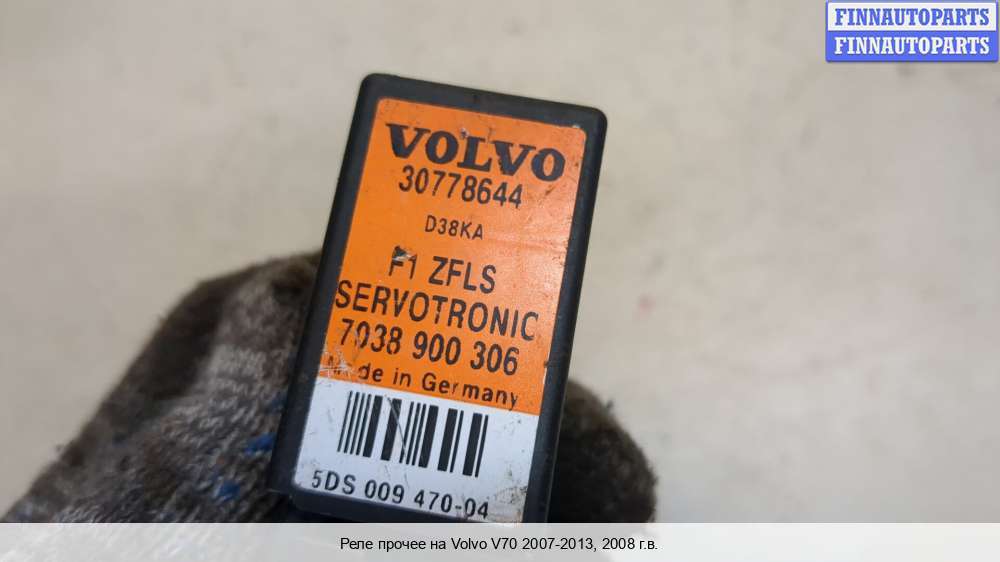 FINNAUTOPARTS
FINNAUTOPARTS
VOLVO
30778644
D38KA
F1 ZFLS
SERVOTRONIC
7038 900 306
Made in Germany
5DS 009 470-04
Реле прочее на Volvo V70 2007-2013, 2008 г.в.